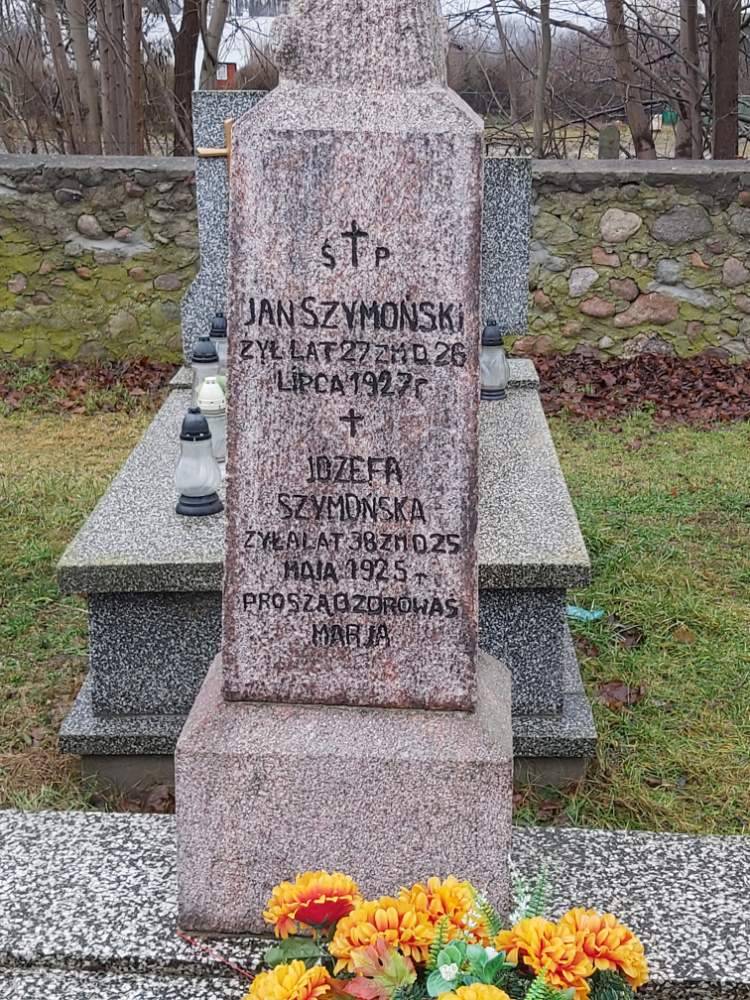 Ś † P
JAN SZYMOŃSKI
ŻYŁ LAT 27 ZM D. 26
LIPCA 1927 r
†
JÓZEFA
SZYMOŃSKA
ŻYŁA LAT 38 ZM D. 25
MAJA 1925 r.
PROSZĄ O ZDROWAŚ
MARJA